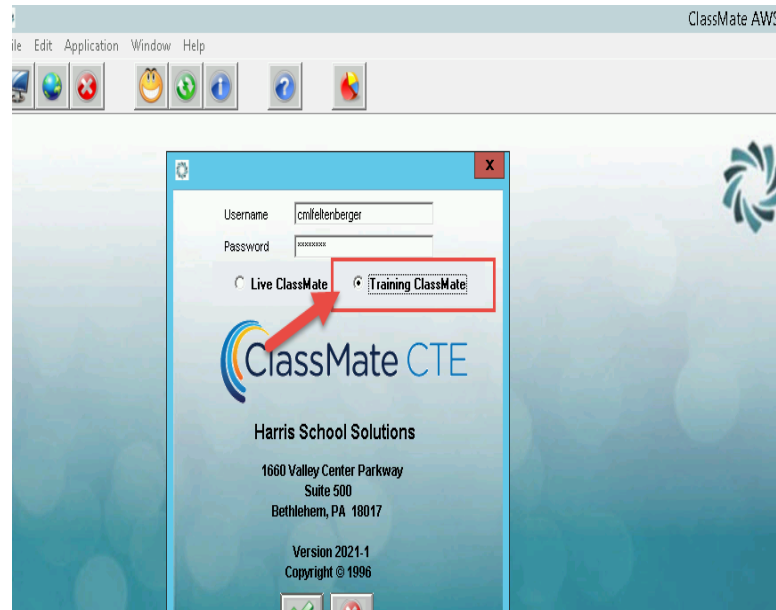 ClassMate AWS
ile Edit Application Window Help
x
Username cmlfeltenberger
Password xxxxxxxx
Live ClassMate Training ClassMate
ClassMate CTE
Harris School Solutions
1660 Valley Center Parkway
Suite 500
Bethlehem, PA 18017
Version 2021-1
Copyright © 1996